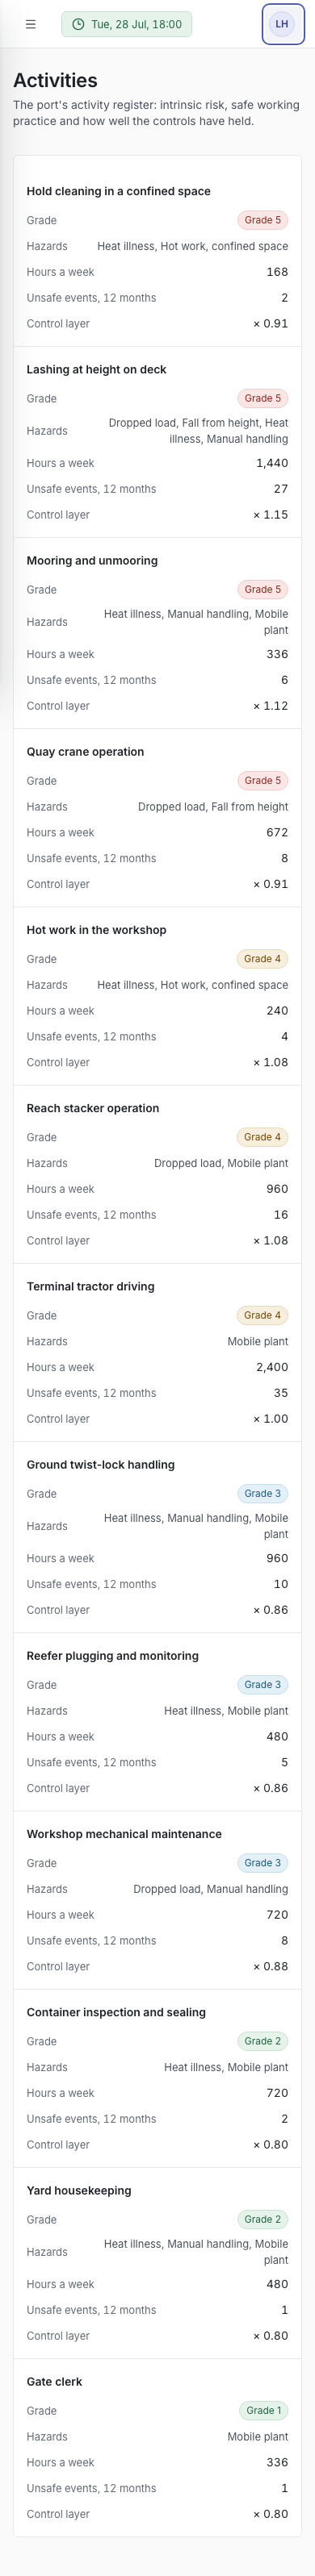 Tue, 28 Jul, 18:00
LH
Activities
The port's activity register: intrinsic risk, safe working
practice and how well the controls have held.
Hold cleaning in a confined space
Grade Grade 5
Hazards Heat illness, Hot work, confined space
Hours a week 168
Unsafe events, 12 months 2
Control layer × 0.91
Lashing at height on deck
Grade Grade 5
Hazards Dropped load, Fall from height, Heat
illness, Manual handling
Hours a week 1,440
Unsafe events, 12 months 27
Control layer × 1.15
Mooring and unmooring
Grade Grade 5
Hazards Heat illness, Manual handling, Mobile
plant
Hours a week 336
Unsafe events, 12 months 6
Control layer × 1.12
Quay crane operation
Grade Grade 5
Hazards Dropped load, Fall from height
Hours a week 672
Unsafe events, 12 months 8
Control layer × 0.91
Hot work in the workshop
Grade Grade 4
Hazards Heat illness, Hot work, confined space
Hours a week 240
Unsafe events, 12 months 4
Control layer × 1.08
Reach stacker operation
Grade Grade 4
Hazards Dropped load, Mobile plant
Hours a week 960
Unsafe events, 12 months 16
Control layer × 1.08
Terminal tractor driving
Grade Grade 4
Hazards Mobile plant
Hours a week 2,400
Unsafe events, 12 months 35
Control layer × 1.00
Ground twist-lock handling
Grade Grade 3
Hazards Heat illness, Manual handling, Mobile
plant
Hours a week 960
Unsafe events, 12 months 10
Control layer × 0.86
Reefer plugging and monitoring
Grade Grade 3
Hazards Heat illness, Mobile plant
Hours a week 480
Unsafe events, 12 months 5
Control layer × 0.86
Workshop mechanical maintenance
Grade Grade 3
Hazards Dropped load, Manual handling
Hours a week 720
Unsafe events, 12 months 8
Control layer × 0.88
Container inspection and sealing
Grade Grade 2
Hazards Heat illness, Mobile plant
Hours a week 720
Unsafe events, 12 months 2
Control layer × 0.80
Yard housekeeping
Grade Grade 2
Hazards Heat illness, Manual handling, Mobile
plant
Hours a week 480
Unsafe events, 12 months 1
Control layer × 0.80
Gate clerk
Grade Grade 1
Hazards Mobile plant
Hours a week 336
Unsafe events, 12 months 1
Control layer × 0.80